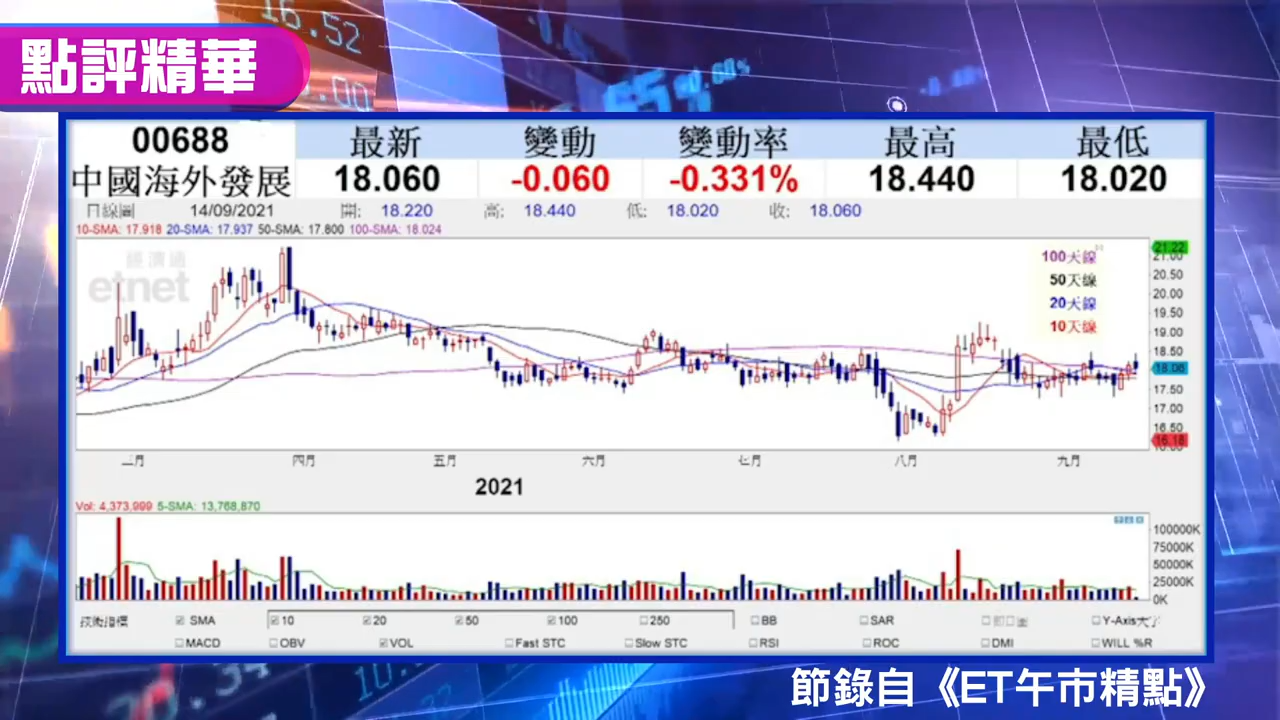 點評精華
00688 最新 變動 變動率 最高 最低
中國海外發展 18.060 -0.060 -0.331% 18.440 18.020
日線圖 14/09/2021 開: 18.220 高: 18.440 低: 18.020 收: 18.060
10-SMA: 17.918 20-SMA: 17.937 50-SMA: 17.800 100-SMA: 18.024
經濟通
etnet
100天線
50天線
20天線
10天線
21.22
21.00
20.50
20.00
19.50
19.00
18.50
18.06
17.50
17.00
16.50
16.18
16.00
三月 四月 五月 六月 七月 八月 九月
2021
Vol: 4,373,999 5-SMA: 13,768,870
100000K
75000K
50000K
25000K
0K
技術指標 SMA 10 20 50 100 250 BB SAR Y-Axis大字
MACD OBV VOL Fast STC Slow STC RSI ROC DMI WILL %R
節錄自《ET午市精點》